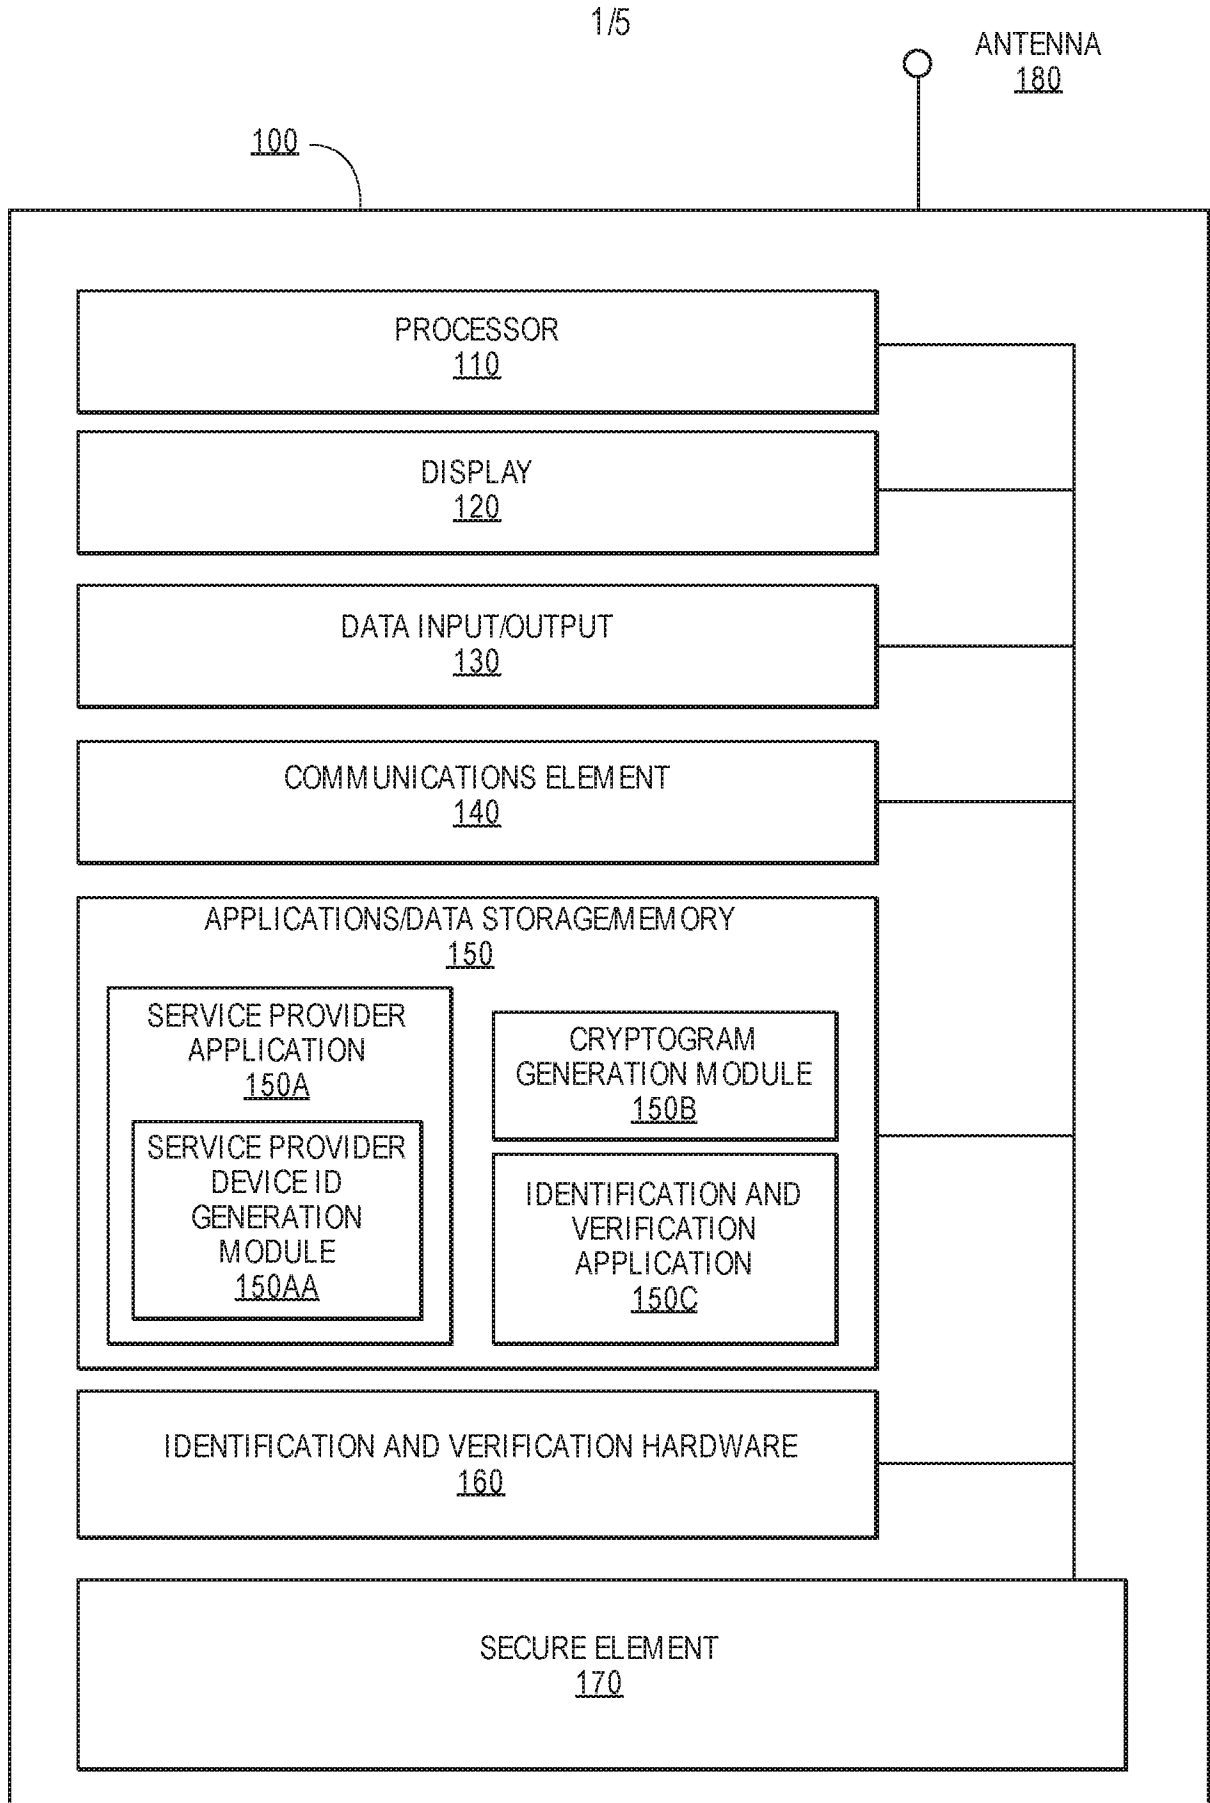 1/5
ANTENNA
180
100
PROCESSOR
110
DISPLAY
120
DATA INPUT/OUTPUT
130
COMMUNICATIONS ELEMENT
140
APPLICATIONS/DATA STORAGE/MEMORY
150
SERVICE PROVIDER
APPLICATION
150A
SERVICE PROVIDER
DEVICE ID
GENERATION
MODULE
150AA
CRYPTOGRAM
GENERATION MODULE
150B
IDENTIFICATION AND
VERIFICATION
APPLICATION
150C
IDENTIFICATION AND VERIFICATION HARDWARE
160
SECURE ELEMENT
170